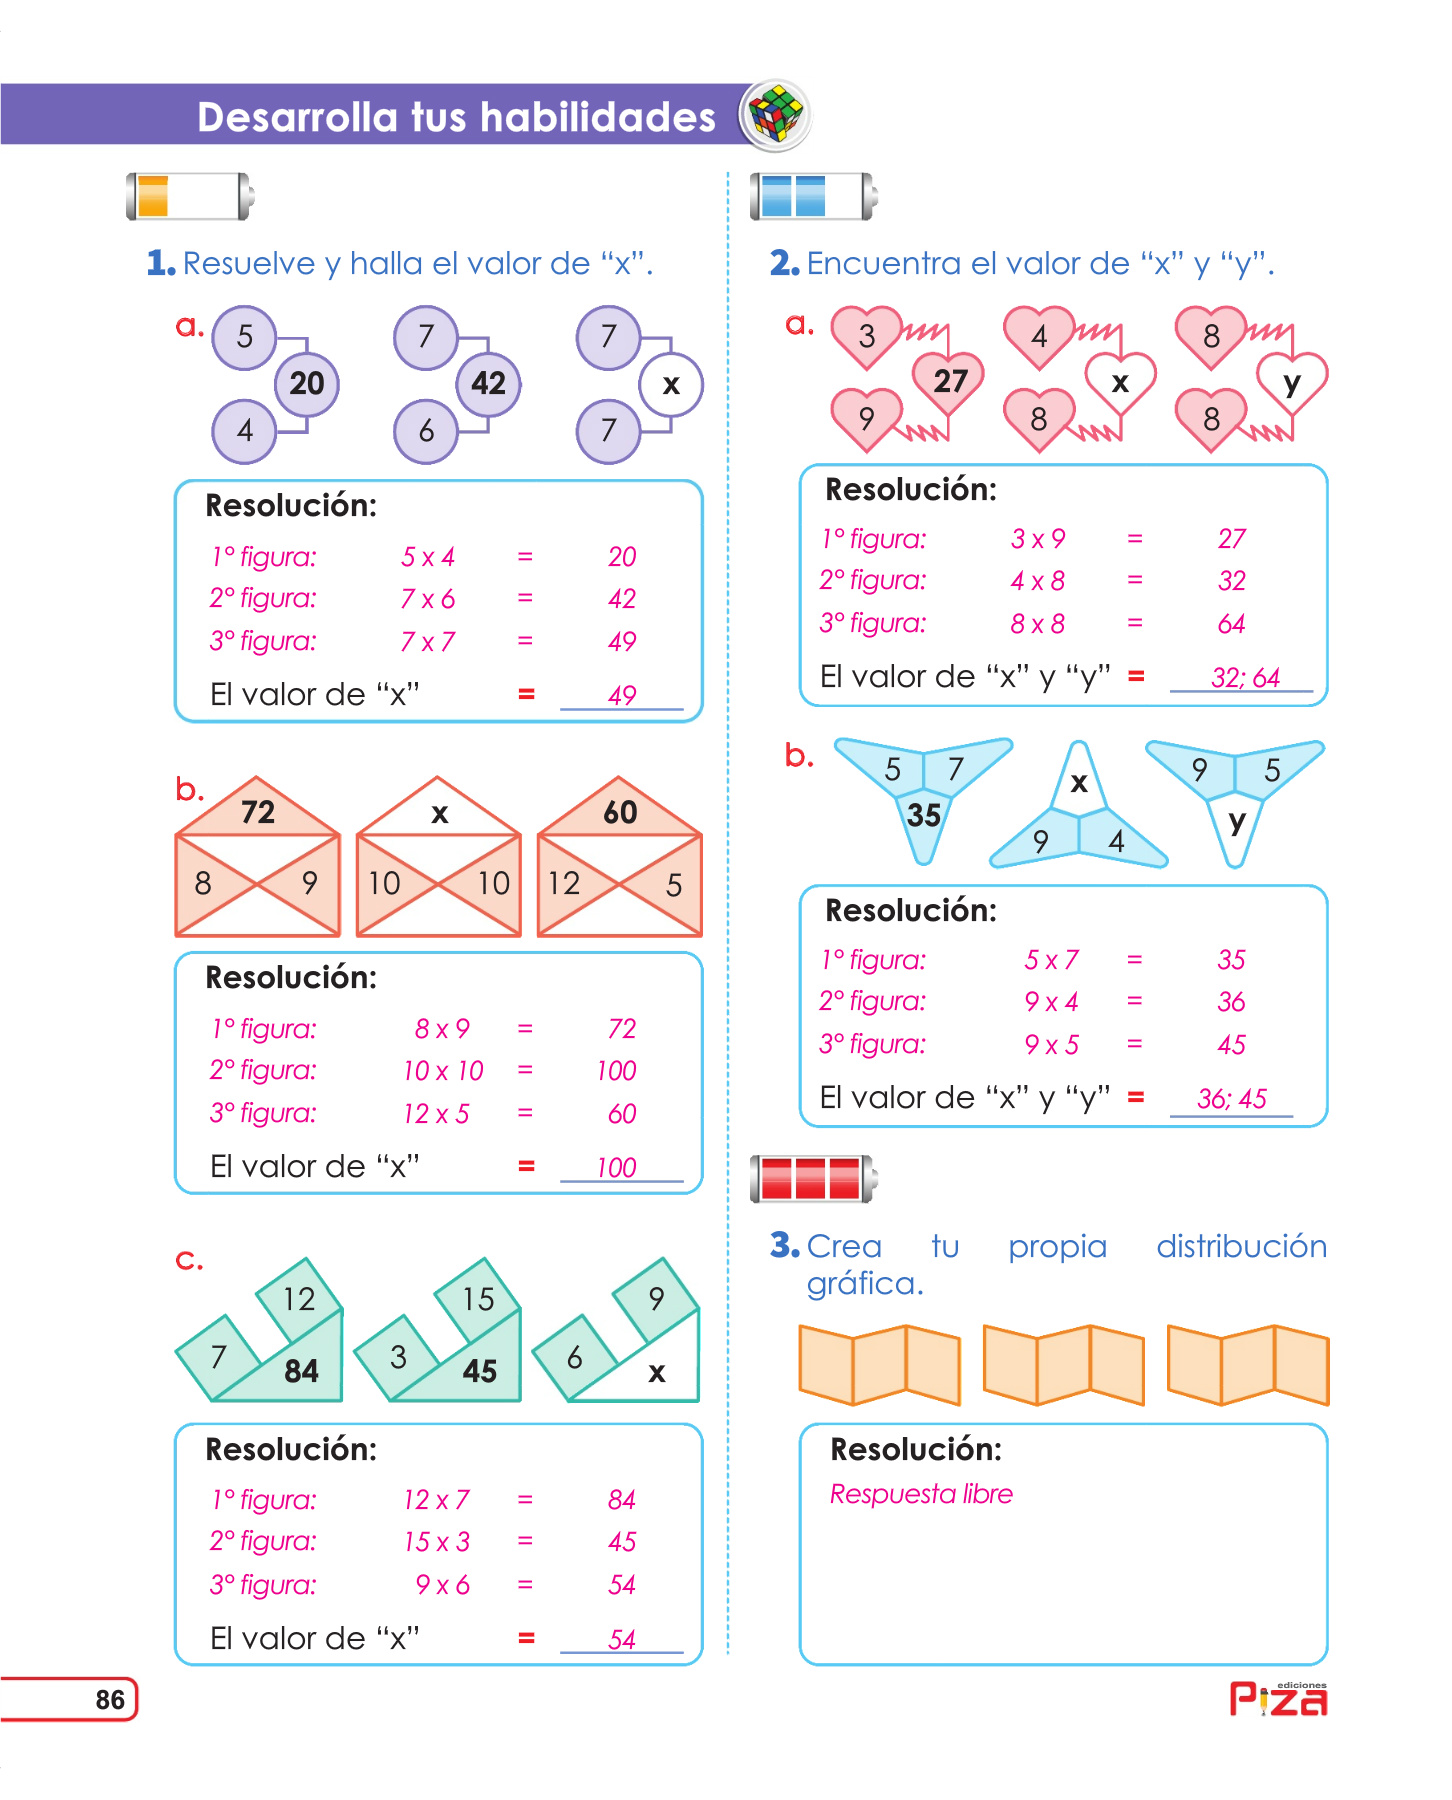 Desarrolla tus habilidades
1. Resuelve y halla el valor de “x”.
a.
5 7 7
20 42 x
4 6 7
Resolución:
1° figura: 5 x 4 = 20
2° figura: 7 x 6 = 42
3° figura: 7 x 7 = 49
El valor de “x” = 49
b.
72 x 60
8 9 10 10 12 5
Resolución:
1° figura: 8 x 9 = 72
2° figura: 10 x 10 = 100
3° figura: 12 x 5 = 60
El valor de “x” = 100
c.
12 15 9
7 3 6
84 45 x
Resolución:
1° figura: 12 x 7 = 84
2° figura: 15 x 3 = 45
3° figura: 9 x 6 = 54
El valor de “x” = 54
2. Encuentra el valor de “x” y “y”.
a.
3 4 8
27 x y
9 8 8
Resolución:
1° figura: 3 x 9 = 27
2° figura: 4 x 8 = 32
3° figura: 8 x 8 = 64
El valor de “x” y “y” = 32; 64
b.
5 7 x 9 5
35 9 4 y
Resolución:
1° figura: 5 x 7 = 35
2° figura: 9 x 4 = 36
3° figura: 9 x 5 = 45
El valor de “x” y “y” = 36; 45
3. Crea tu propia distribución
gráfica.
Resolución:
Respuesta libre
86
ediciones
Piza